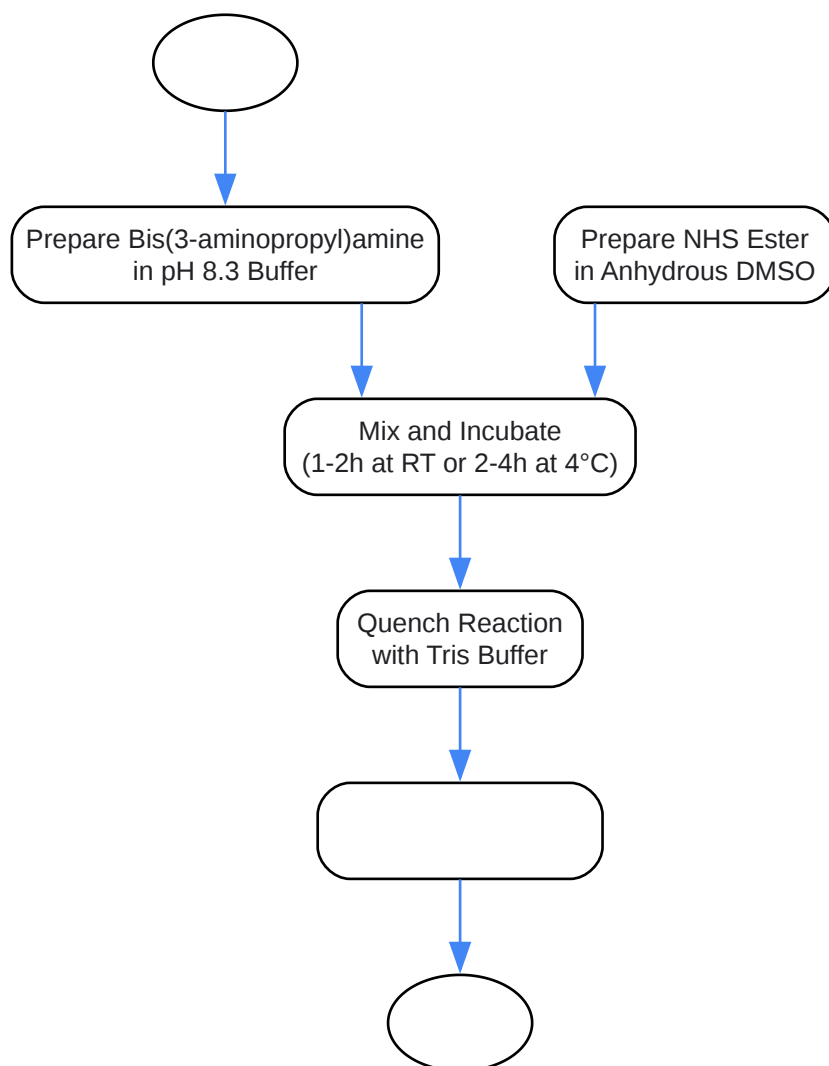 Prepare Bis(3-aminopropyl)amine
in pH 8.3 Buffer
Prepare NHS Ester
in Anhydrous DMSO
Mix and Incubate
(1-2h at RT or 2-4h at 4°C)
Quench Reaction
with Tris Buffer